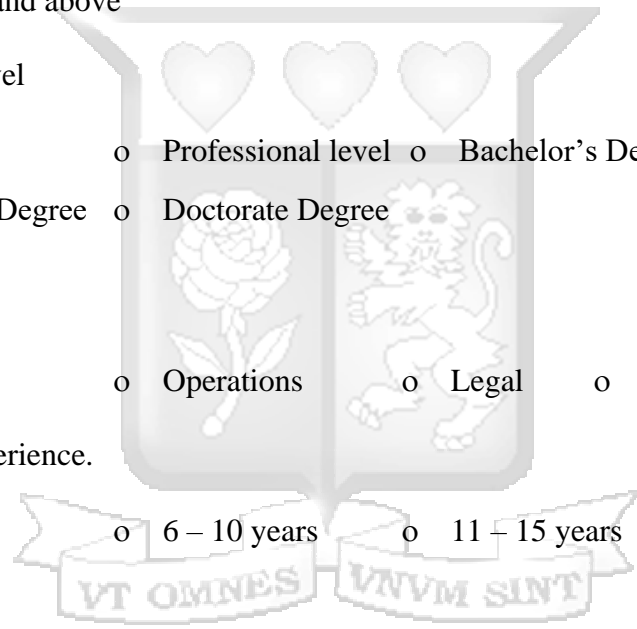 and above
vel
o Professional level o Bachelor's De
Degree o Doctorate Degree
o Operations o Legal o
erience.
o 6 – 10 years o 11 – 15 years
VT OMNES VNVM SINT